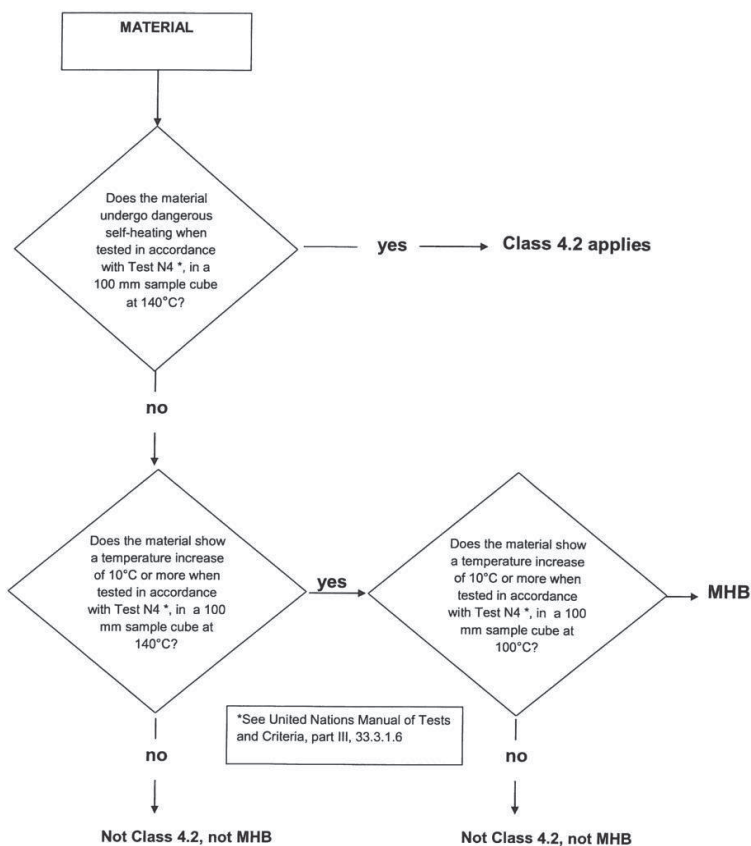 MATERIAL
Does the material
undergo dangerous
self-heating when
tested in accordance
with Test N4 *, in a
100 mm sample cube
at 140°C?
yes
Class 4.2 applies
no
Does the material show
a temperature increase
of 10°C or more when
tested in accordance
with Test N4 *, in a 100
mm sample cube at
140°C?
yes
Does the material show
a temperature increase
of 10°C or more when
tested in accordance
with Test N4 *, in a 100
mm sample cube at
100°C?
MHB
*See United Nations Manual of Tests
and Criteria, part III, 33.3.1.6
no
no
Not Class 4.2, not MHB
Not Class 4.2, not MHB